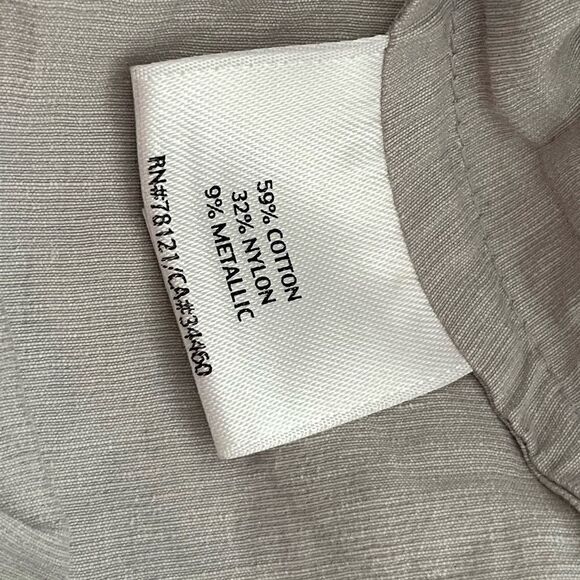 59% COTTON
32% NYLON
9% METALLIC
RN#78121/CA#34460